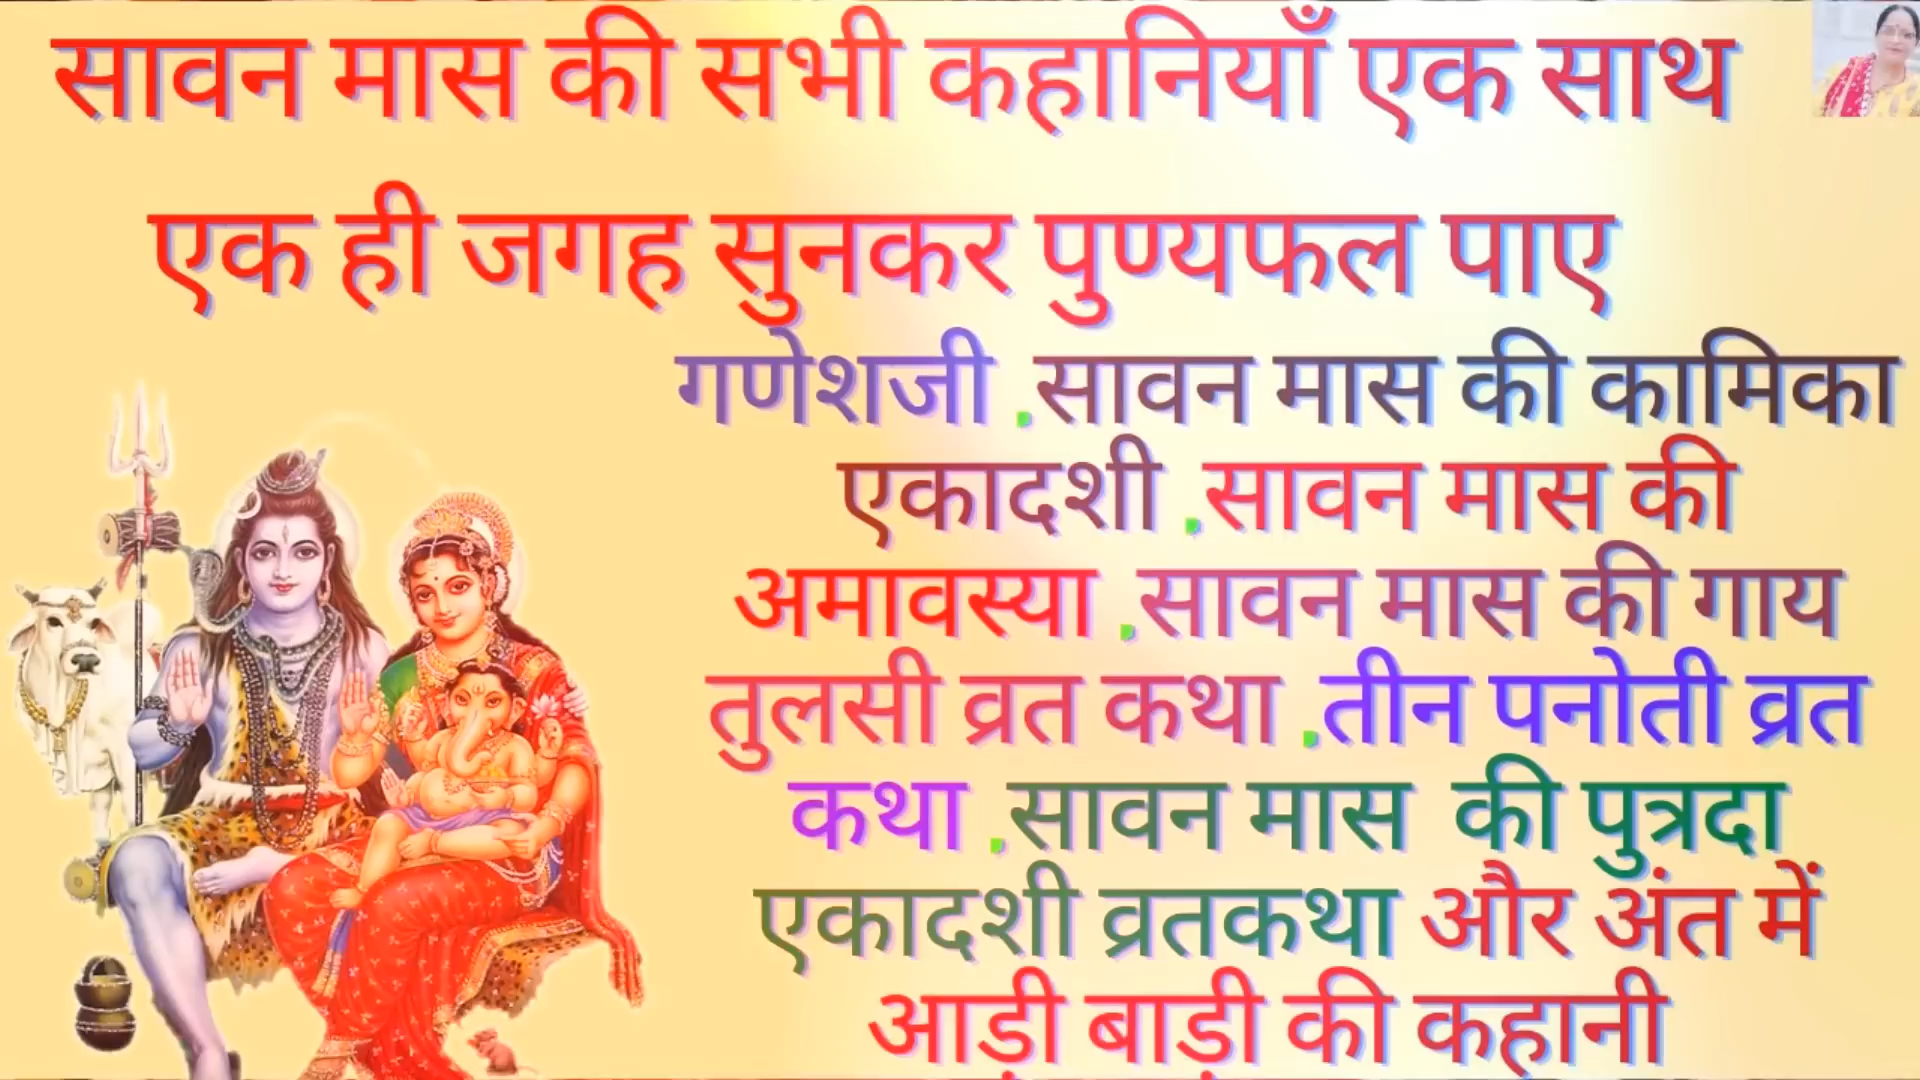 सावन मास की सभी कहानियाँ एक साथ
एक ही जगह सुनकर पुण्यफल पाए
गणेशजी .सावन मास की कामिका
एकादशी .सावन मास की
अमावस्या .सावन मास की गाय
तुलसी व्रत कथा .तीन पनोती व्रत
कथा .सावन मास की पुत्रदा
एकादशी व्रतकथा और अंत में
आड़ी बाड़ी की कहानी